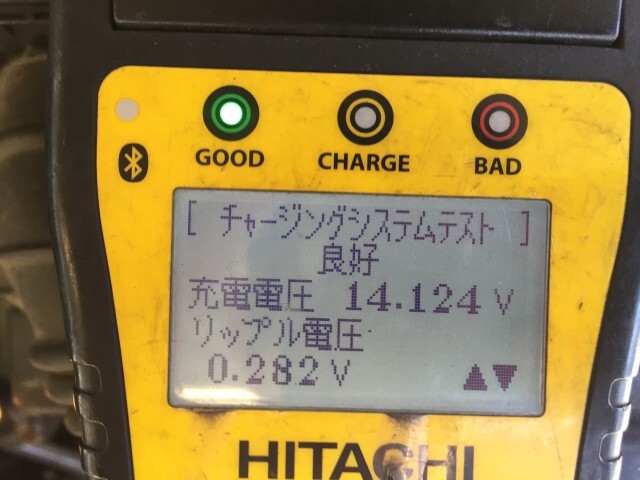 GOOD
CHARGE
BAD
[ チャージングシステムテスト ]
良好
充電電圧 14.124 V
リップル電圧
0.282 V ▲▼
HITACHI